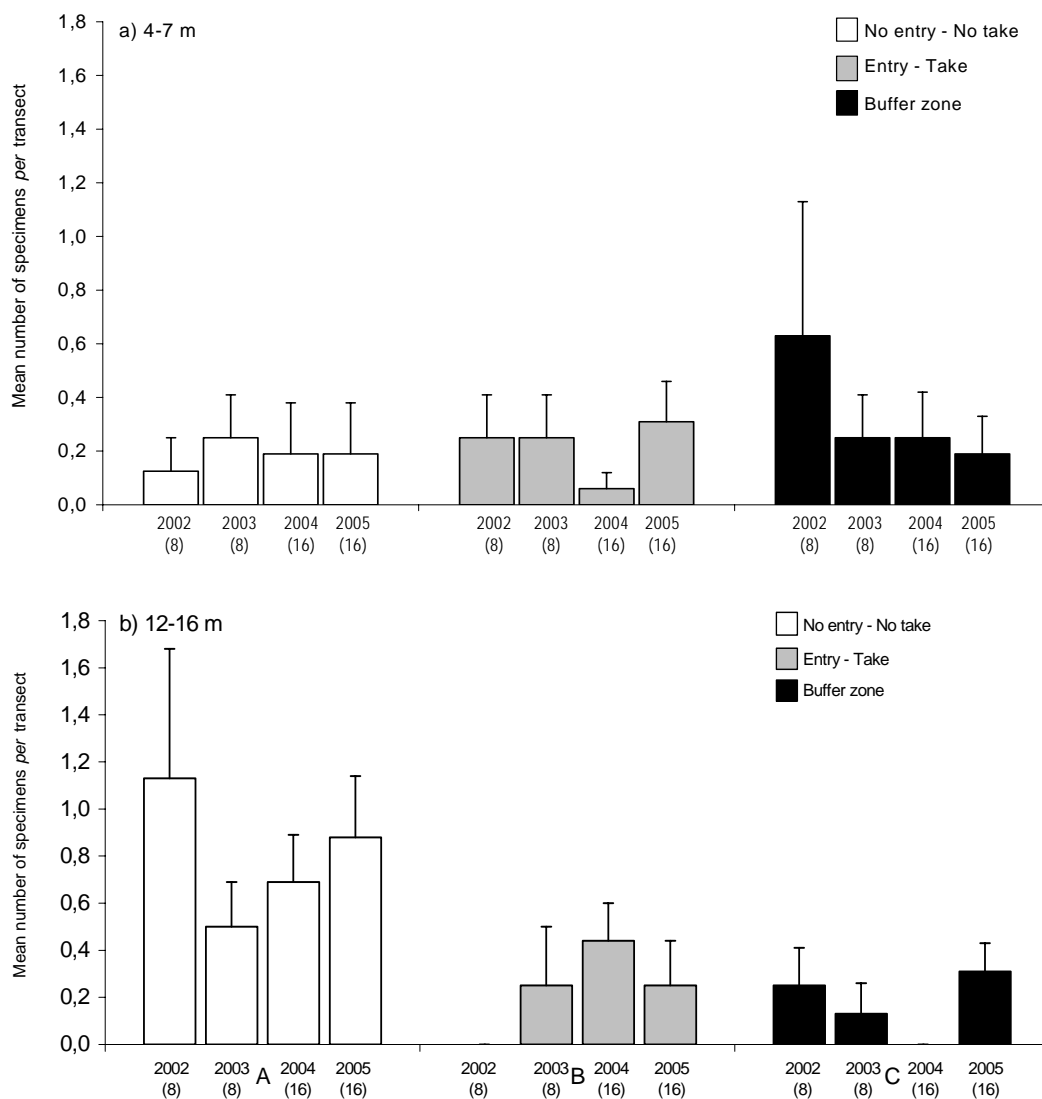 1,8
a) 4-7 m
No entry - No take
1,6
Entry - Take
1,4
Buffer zone
1,2
1,0
0,8
0,6
0,4
0,2
0,0
Mean number of specimens per transect
2002 2003 2004 2005 2002 2003 2004 2005 2002 2003 2004 2005
(8) (8) (16) (16) (8) (8) (16) (16) (8) (8) (16) (16)
1,8
b) 12-16 m
No entry - No take
1,6
Entry - Take
1,4
Buffer zone
1,2
1,0
0,8
0,6
0,4
0,2
0,0
Mean number of specimens per transect
2002 2003 2004 2005 2002 2003 2004 2005 2002 2003 2004 2005
(8) (8) A (16) (16) (8) (8) B (16) (16) (8) (8) C (16) (16)